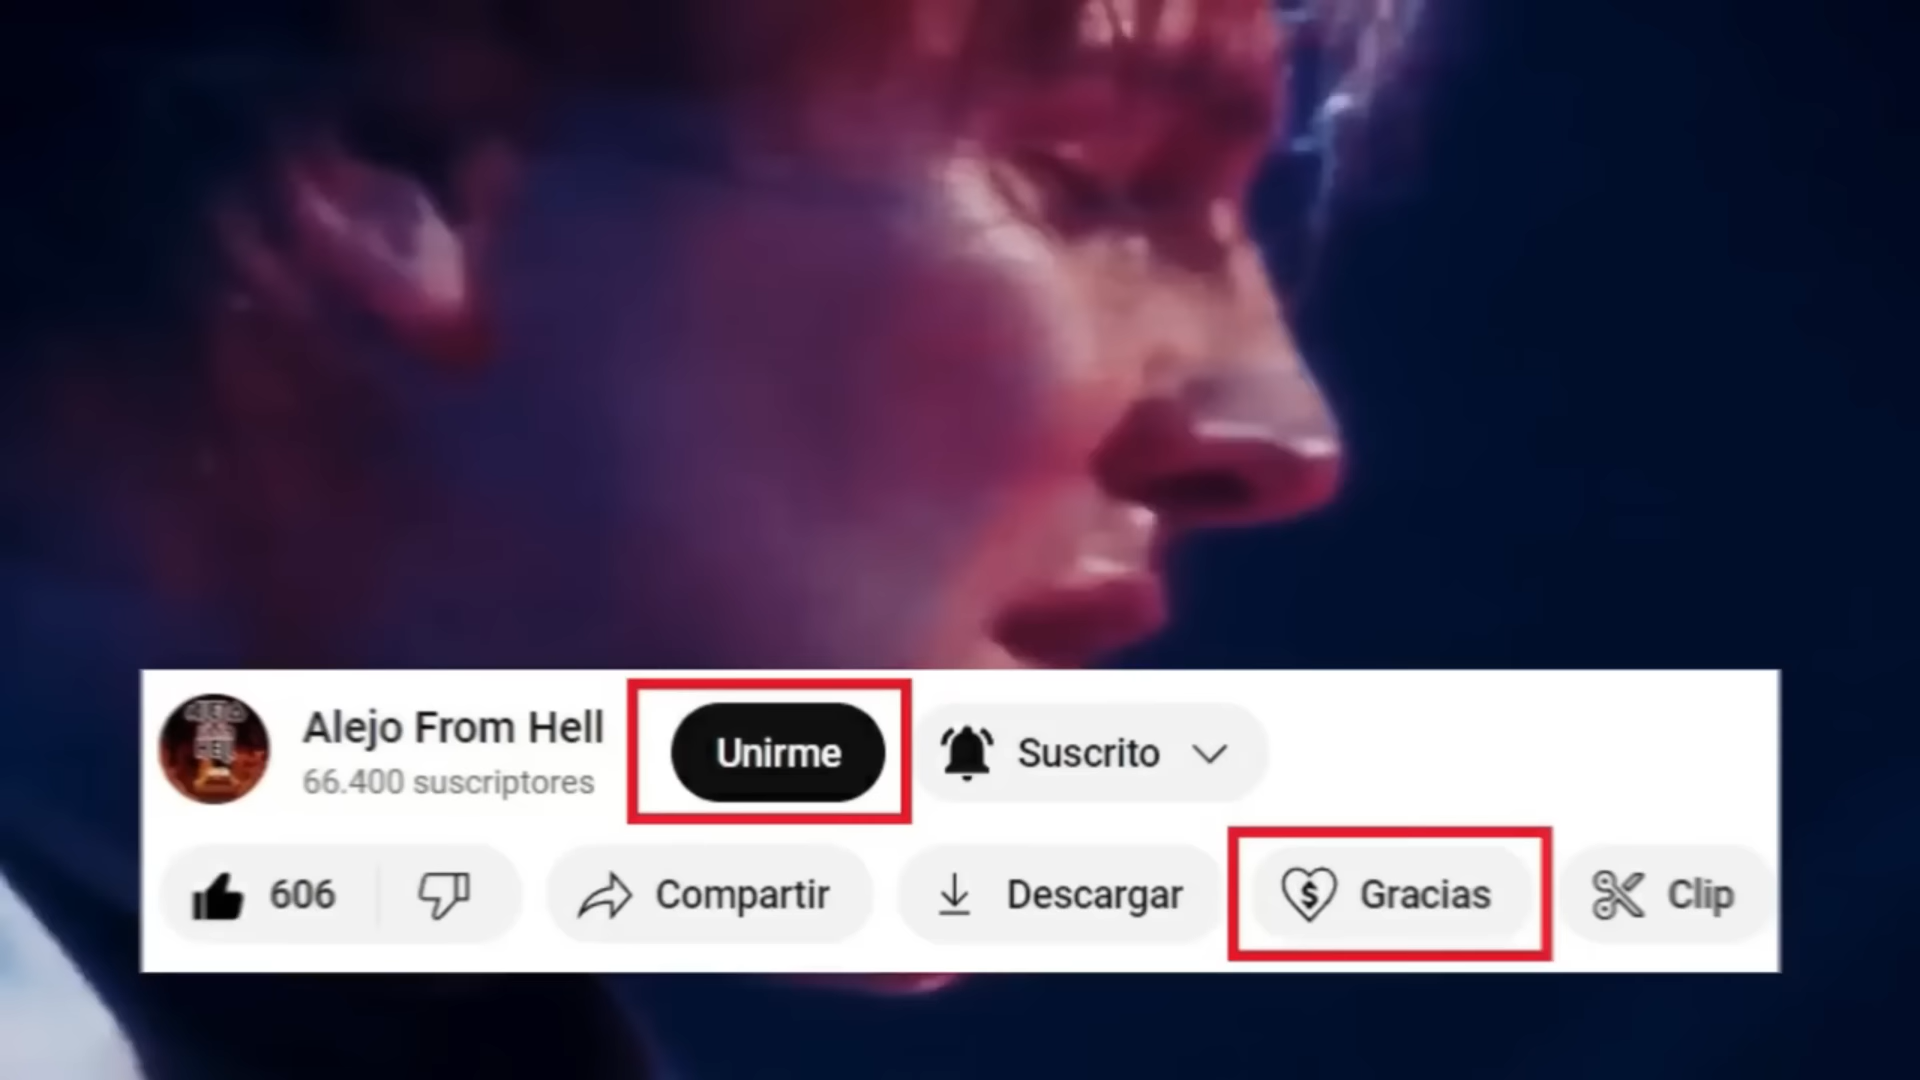 Alejo From Hell
66.400 suscriptores
Unirme
Suscrito
606
Compartir
Descargar
Gracias
Clip